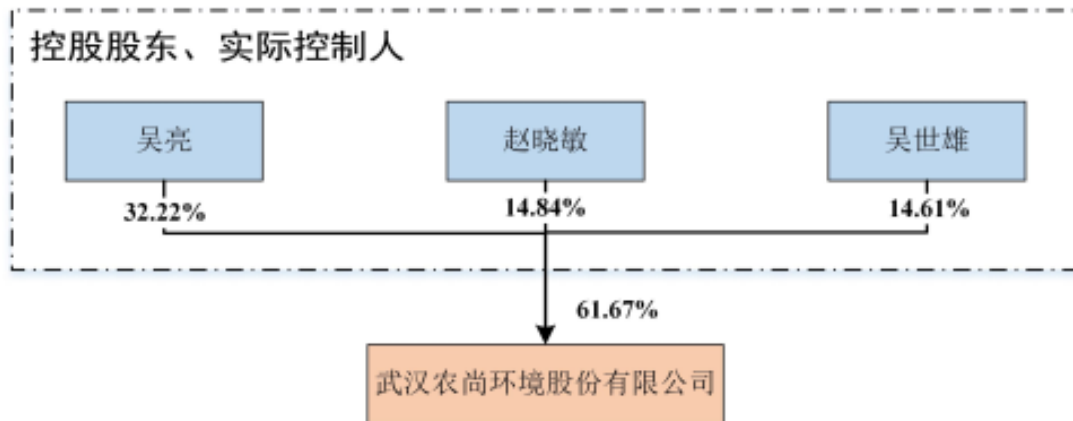 控股股东、实际控制人
吴亮
赵晓敏
吴世雄
32.22%
14.84%
14.61%
61.67%
武汉农尚环境股份有限公司